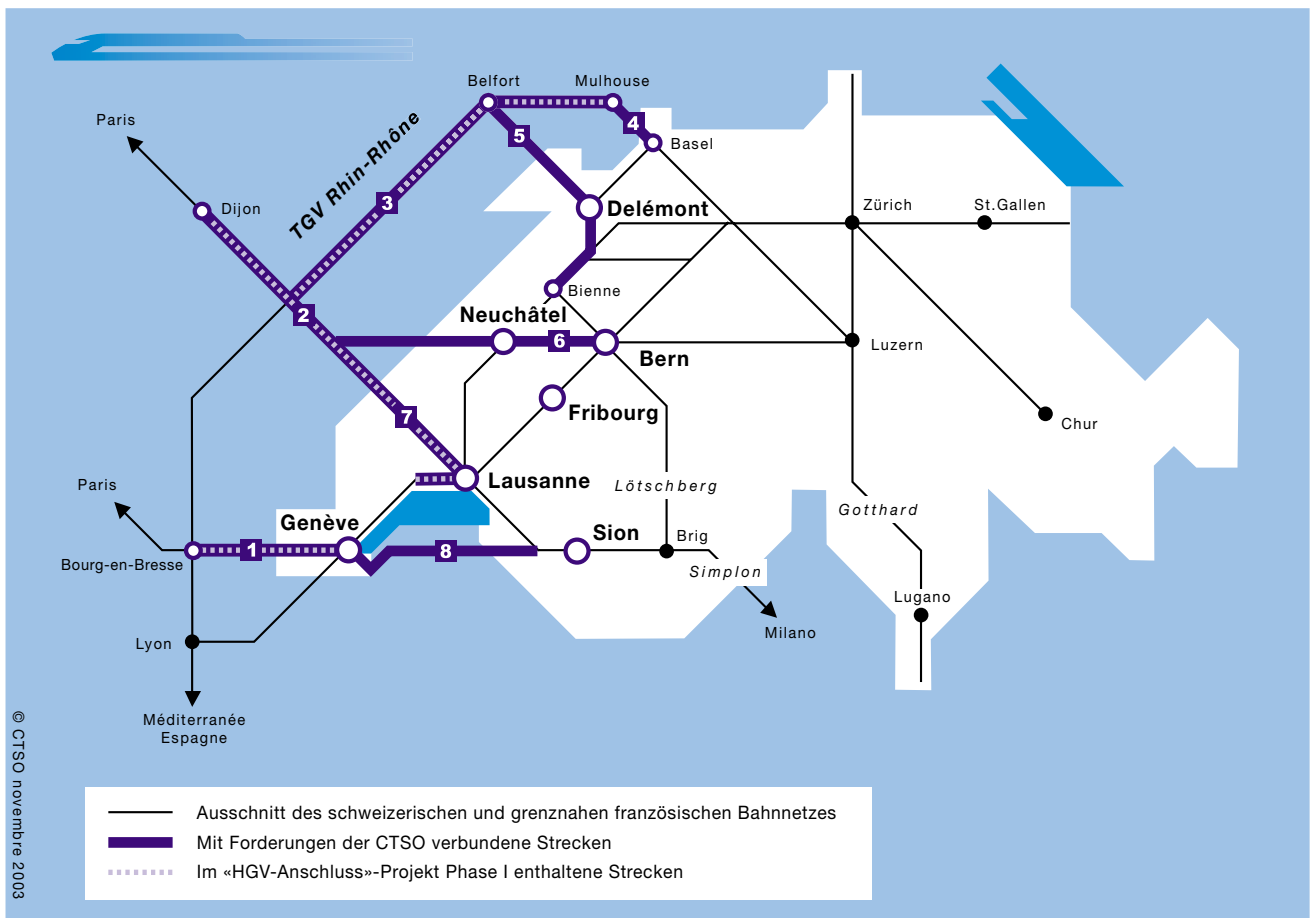 Belfort
Mulhouse
Paris
4
5
Basel
TGV Rhin-Rhône
3
Dijon
Delémont
Zürich
St.Gallen
Bienne
2
Neuchâtel
6
Bern
Luzern
7
Fribourg
Chur
Lausanne
Lötschberg
Paris
Gotthard
Genève
Sion
Brig
1
8
Bourg-en-Bresse
Simplon
Lugano
Lyon
Milano
Méditerranée
Espagne
© CTSO novembre 2003
Ausschnitt des schweizerischen und grenznahen französischen Bahnnetzes
Mit Forderungen der CTSO verbundene Strecken
Im «HGV-Anschluss»-Projekt Phase I enthaltene Strecken